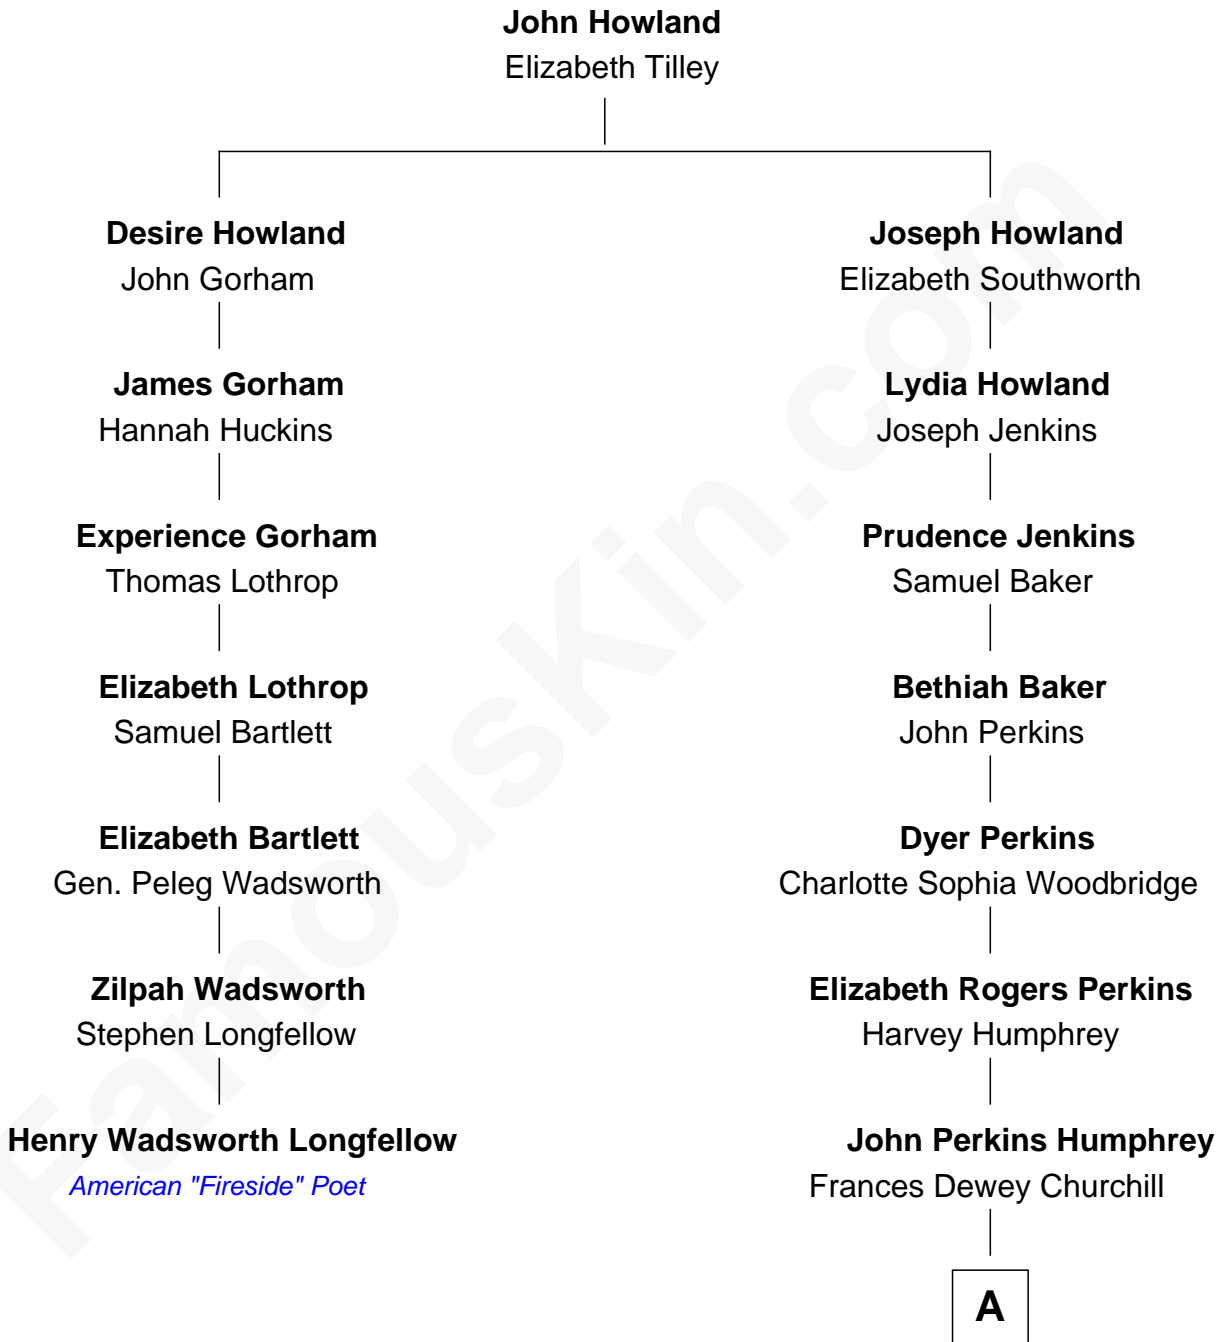 John Howland
Elizabeth Tilley
Desire Howland
John Gorham
Joseph Howland
Elizabeth Southworth
James Gorham
Hannah Huckins
Lydia Howland
Joseph Jenkins
Experience Gorham
Thomas Lothrop
Prudence Jenkins
Samuel Baker
Elizabeth Lothrop
Samuel Bartlett
Bethiah Baker
John Perkins
Elizabeth Bartlett
Gen. Peleg Wadsworth
Dyer Perkins
Charlotte Sophia Woodbridge
Zilpah Wadsworth
Stephen Longfellow
Elizabeth Rogers Perkins
Harvey Humphrey
Henry Wadsworth Longfellow
American "Fireside" Poet
John Perkins Humphrey
Frances Dewey Churchill
A
FamousKin.com